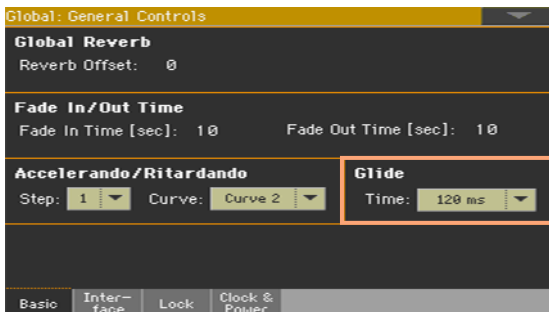 Global: General Controls
Global Reverb
Reverb Offset: 0
Fade In/Out Time
Fade In Time [sec]: 10 Fade Out Time [sec]: 10
Accelerando/Ritardando Glide
Step: 1 Curve: Curve 2 Time: 120 ms
Basic Inter-face Lock Clock & Power